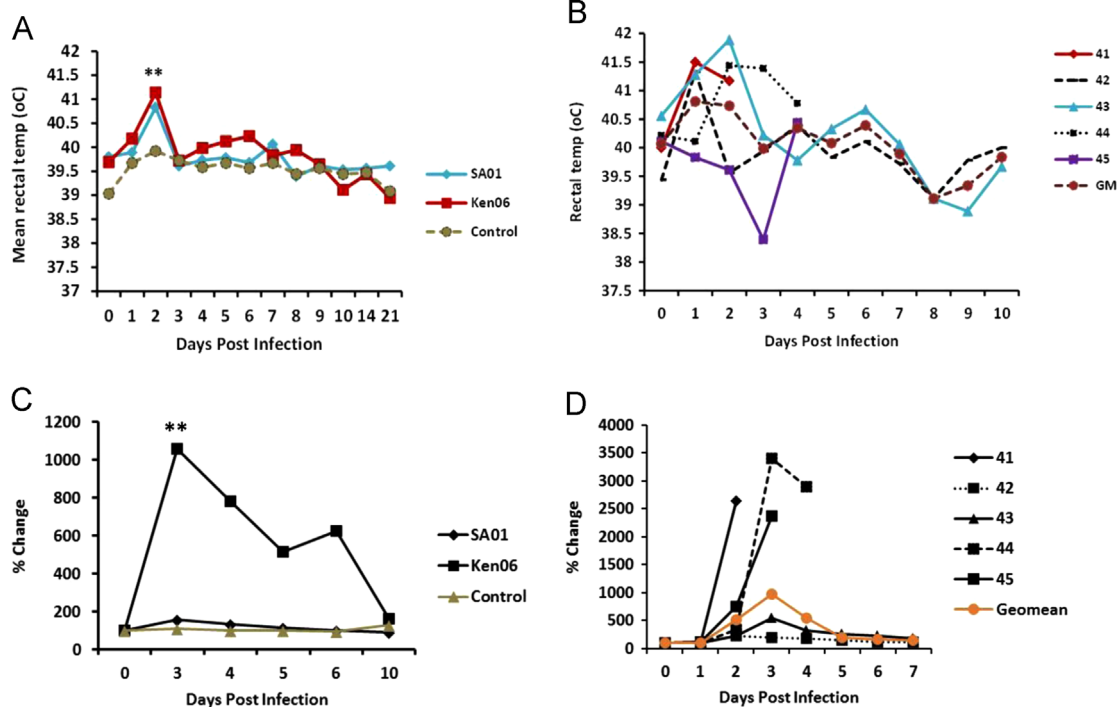 A
**
Mean rectal temp (oC)
42
41.5
41
40.5
40
39.5
39
38.5
38
37.5
37
0 1 2 3 4 5 6 7 8 9 10 14 21
Days Post Infection
SA01
Ken06
Control
B
Rectal temp (oC)
42
41.5
41
40.5
40
39.5
39
38.5
38
37.5
0 1 2 3 4 5 6 7 8 9 10
Days Post Infection
41
42
43
44
45
GM
C
**
% Change
1200
1000
800
600
400
200
0
0 3 4 5 6 10
Days Post Infection
SA01
Ken06
Control
D
% Change
4000
3500
3000
2500
2000
1500
1000
500
0
0 1 2 3 4 5 6 7
Days Post Infection
41
42
43
44
45
Geomean